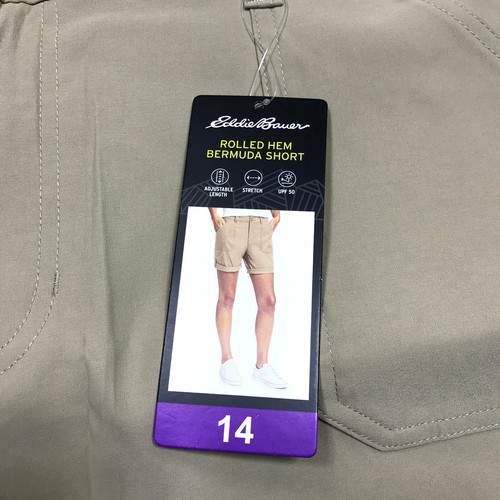 Eddie Bauer
ROLLED HEM
BERMUDA SHORT
ADJUSTABLE
LENGTH
STRETCH
UPF 50
14